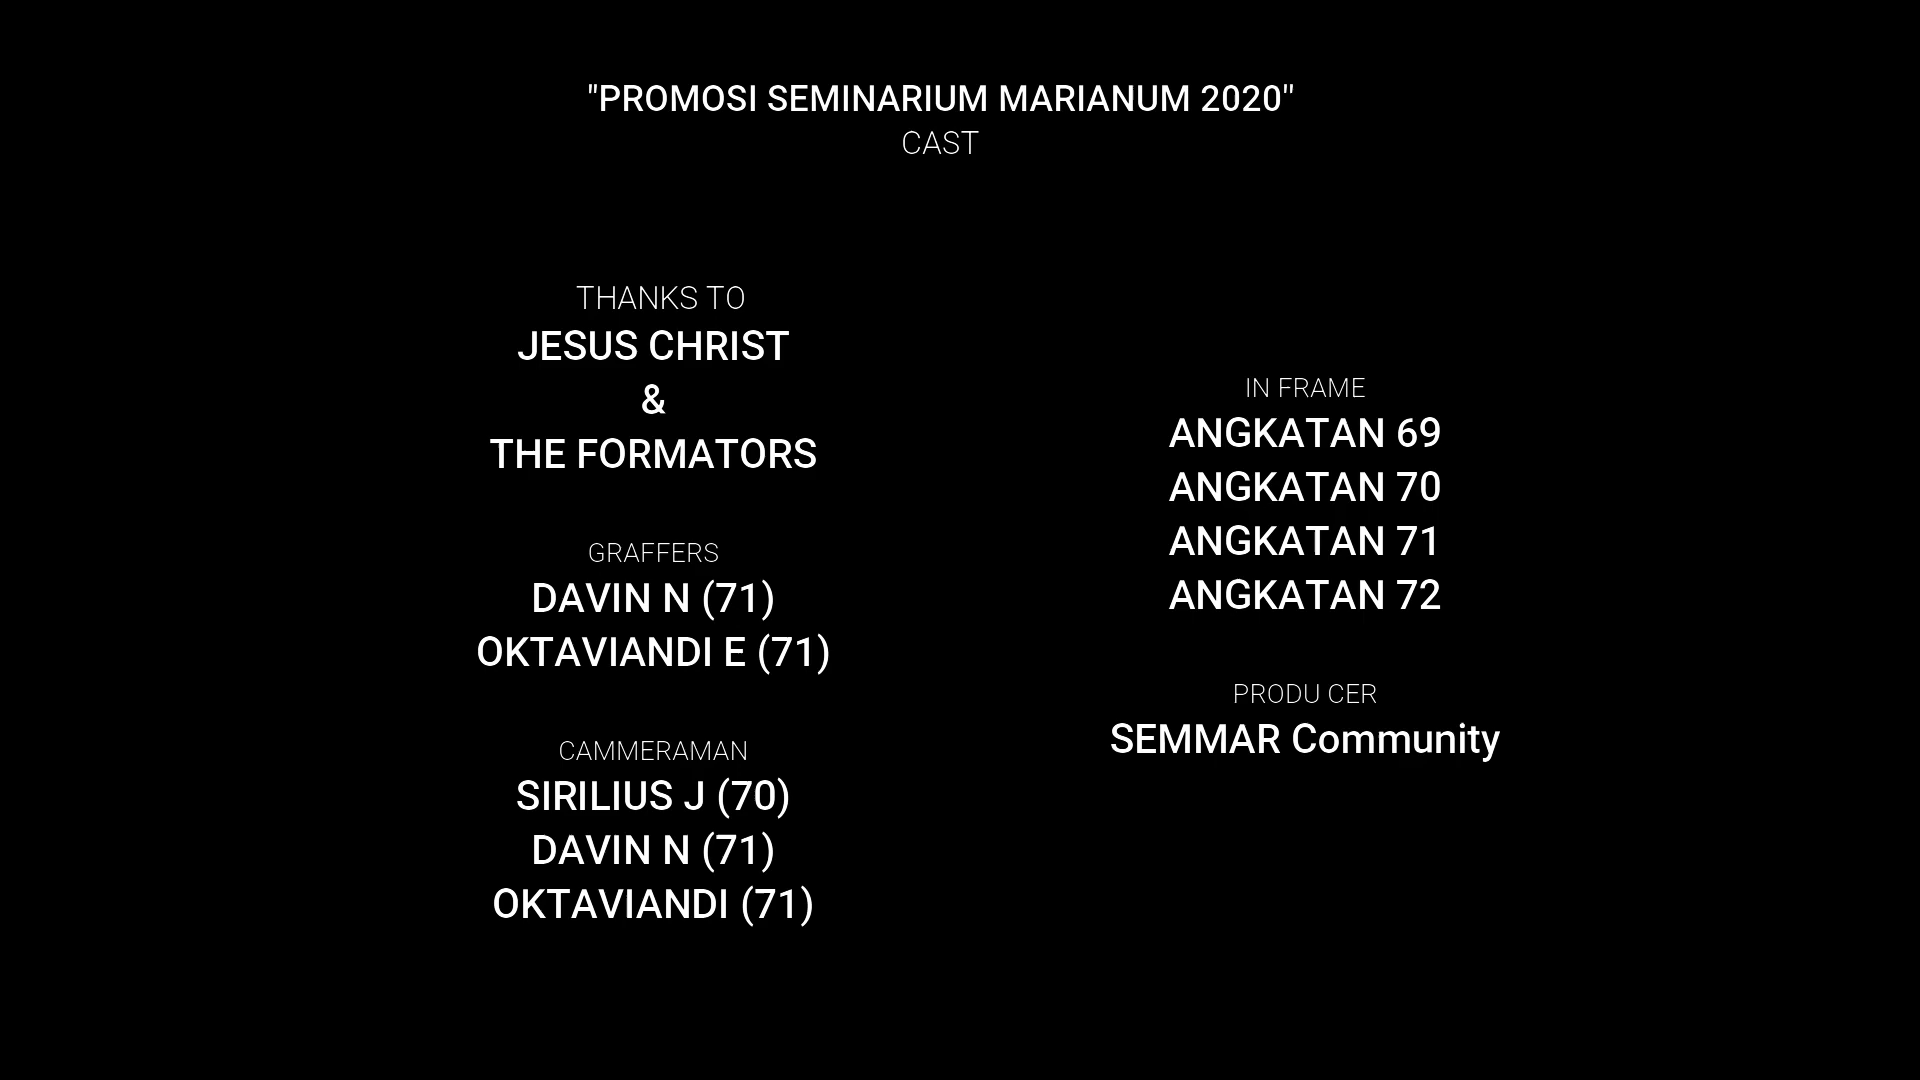 "PROMOSI SEMINARIUM MARIANUM 2020"
CAST
THANKS TO
JESUS CHRIST
&
THE FORMATORS
GRAFFERS
DAVIN N (71)
OKTAVIANDI E (71)
CAMMERAMAN
SIRILIUS J (70)
DAVIN N (71)
OKTAVIANDI (71)
IN FRAME
ANGKATAN 69
ANGKATAN 70
ANGKATAN 71
ANGKATAN 72
PRODU CER
SEMMAR Community